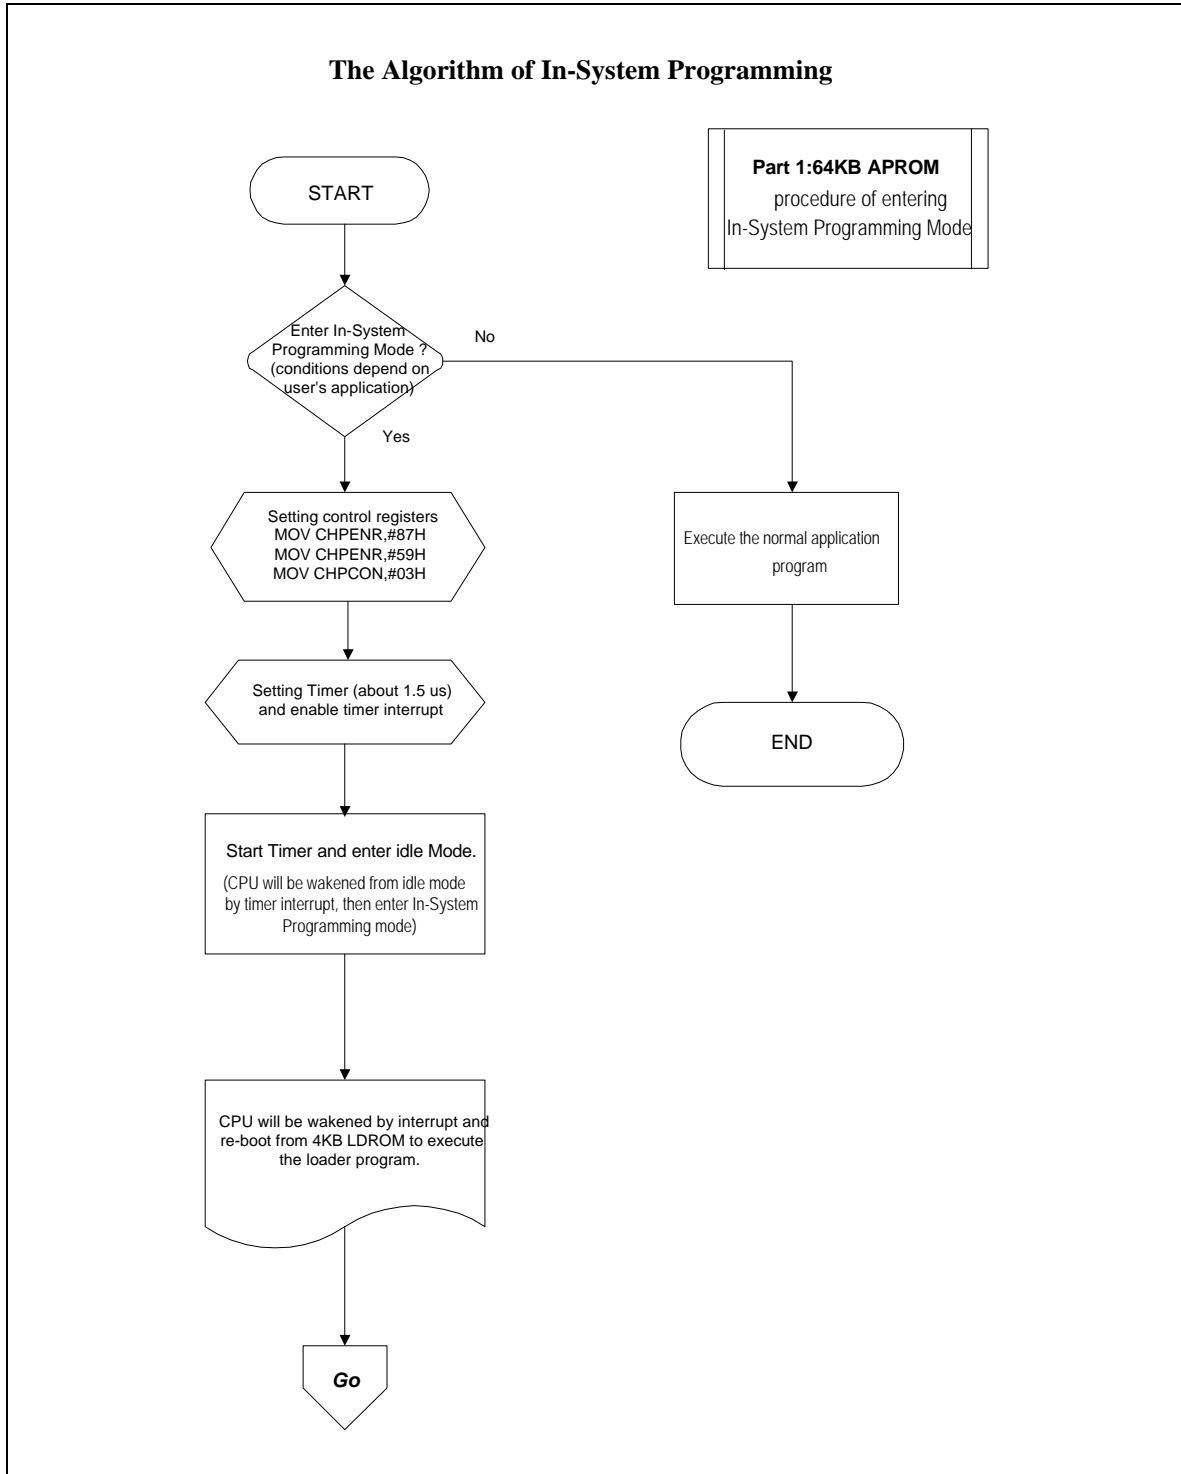 The Algorithm of In-System Programming
Part 1:64KB APROM
procedure of entering
In-System Programming Mode
START
Enter In-System
Programming Mode ?
(conditions depend on
user's application)
No
Yes
Setting control registers
MOV CHPENR,#87H
MOV CHPENR,#59H
MOV CHPCON,#03H
Execute the normal application
program
Setting Timer (about 1.5 us)
and enable timer interrupt
END
Start Timer and enter idle Mode.
(CPU will be wakened from idle mode
by timer interrupt, then enter In-System
Programming mode)
CPU will be wakened by interrupt and
re-boot from 4KB LDROM to execute
the loader program.
Go